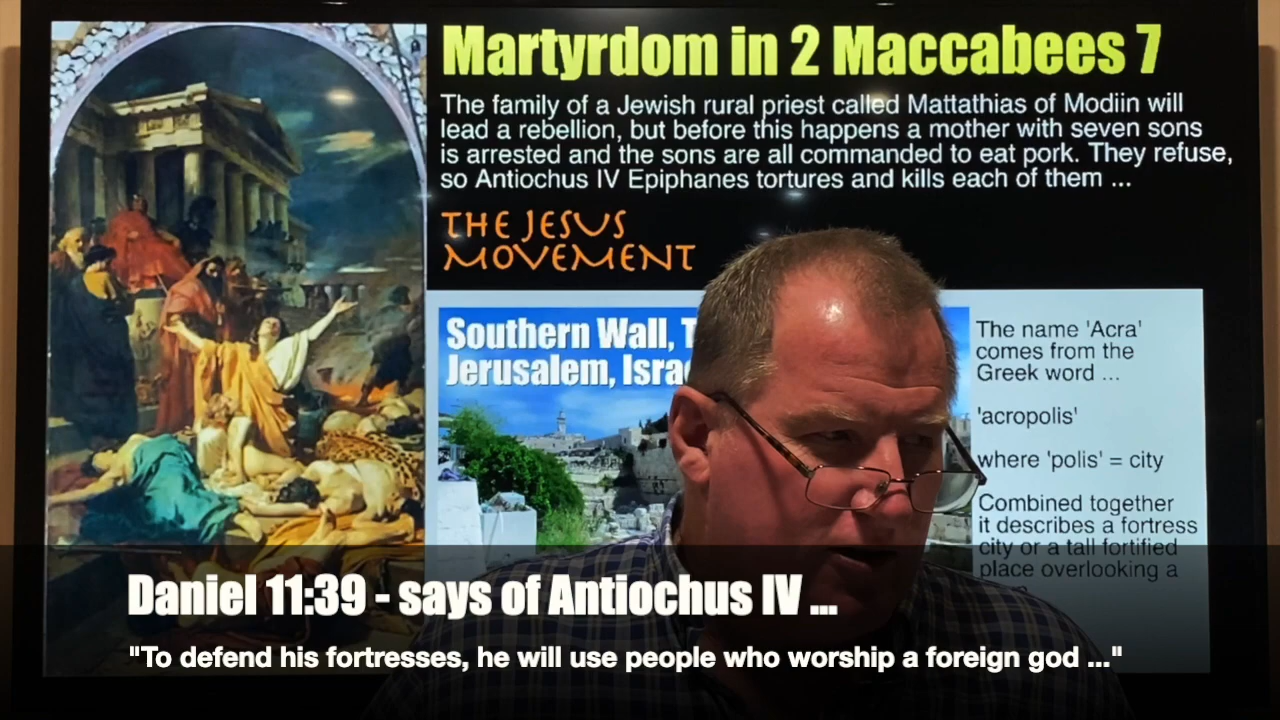 Martyrdom in 2 Maccabees 7
The family of a Jewish rural priest called Mattathias of Modiin will
lead a rebellion, but before this happens a mother with seven sons
is arrested and the sons are all commanded to eat pork. They refuse,
so Antiochus IV Epiphanes tortures and kills each of them ...
THE JESUS
MOVEMENT
Southern Wall, T
Jerusalem, Israe
The name 'Acra'
comes from the
Greek word ...
'acropolis'
where 'polis' = city
Combined together
it describes a fortress
city or a tall fortified
place overlooking a
Daniel 11:39 - says of Antiochus IV ...
"To defend his fortresses, he will use people who worship a foreign god ..."